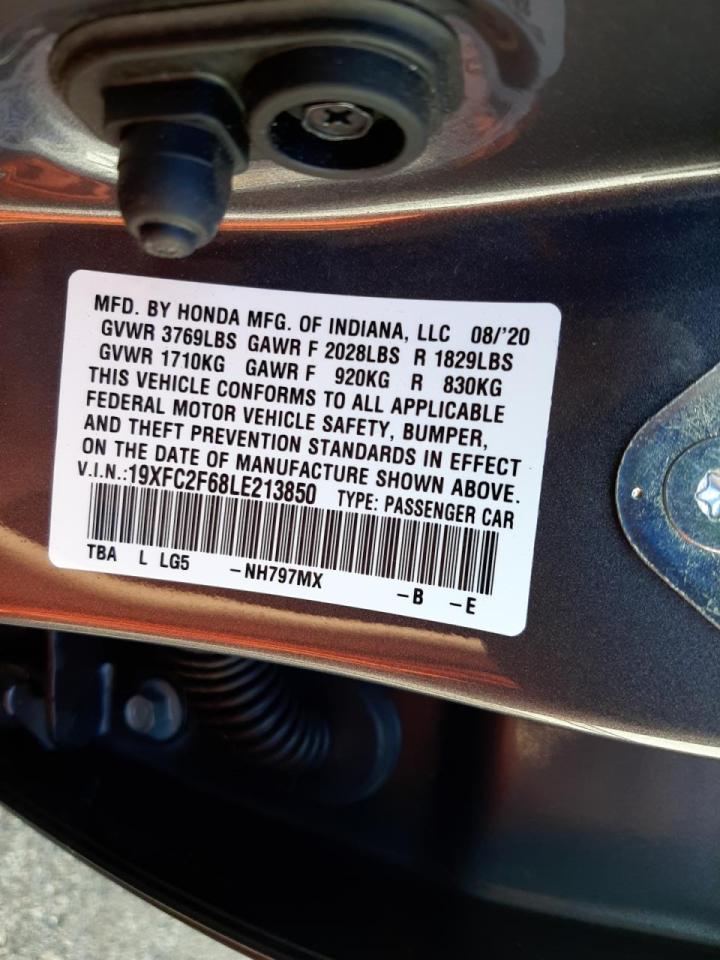 MFD. BY HONDA MFG. OF INDIANA, LLC 08/'20
GVWR 3769LBS GAWR F 2028LBS R 1829LBS
GVWR 1710KG GAWR F 920KG R 830KG
THIS VEHICLE CONFORMS TO ALL APPLICABLE
FEDERAL MOTOR VEHICLE SAFETY, BUMPER,
AND THEFT PREVENTION STANDARDS IN EFFECT
ON THE DATE OF MANUFACTURE SHOWN ABOVE.
V.I.N.:19XFC2F68LE213850 TYPE: PASSENGER CAR
TBA L LG5 -NH797MX -B -E